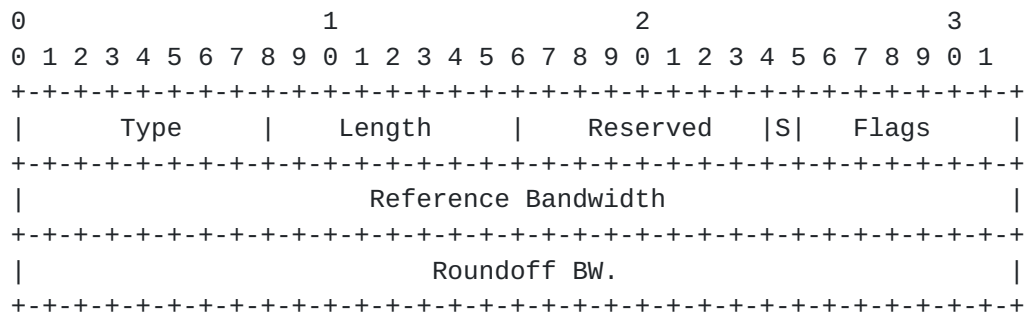 0                   1                   2                   3
0 1 2 3 4 5 6 7 8 9 0 1 2 3 4 5 6 7 8 9 0 1 2 3 4 5 6 7 8 9 0 1
+-+-+-+-+-+-+-+-+-+-+-+-+-+-+-+-+-+-+-+-+-+-+-+-+-+-+-+-+-+-+-+-+
|      Type     |    Length     |    Reserved   |S|   Flags     |
+-+-+-+-+-+-+-+-+-+-+-+-+-+-+-+-+-+-+-+-+-+-+-+-+-+-+-+-+-+-+-+-+
|                      Reference Bandwidth                      |
+-+-+-+-+-+-+-+-+-+-+-+-+-+-+-+-+-+-+-+-+-+-+-+-+-+-+-+-+-+-+-+-+
|                          Roundoff BW.                         |
+-+-+-+-+-+-+-+-+-+-+-+-+-+-+-+-+-+-+-+-+-+-+-+-+-+-+-+-+-+-+-+-+